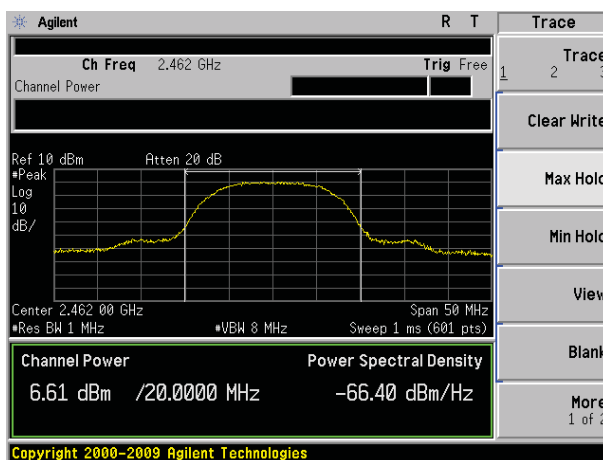 Agilent R T Trace
Ch Freq 2.462 GHz Trig Free
Channel Power
Trace
1 2 3
Clear Write
Max Hold
Min Hold
View
Blank
More
1 of 2
Ref 10 dBm Atten 20 dB
#Peak
Log
10
dB/
Center 2.462 00 GHz Span 50 MHz
#Res BW 1 MHz #VBW 8 MHz Sweep 1 ms (601 pts)
Channel Power Power Spectral Density
6.61 dBm /20.0000 MHz -66.40 dBm/Hz
Copyright 2000-2009 Agilent Technologies